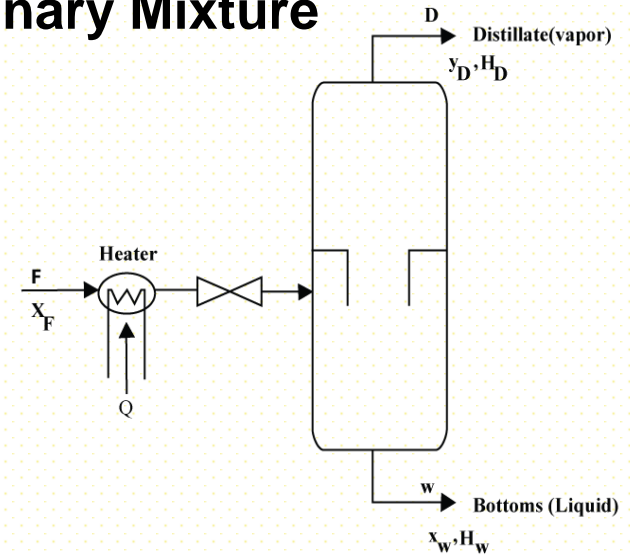 nary Mixture
D
Distillate(vapor)
yD,HD
Heater
F
XF
Q
w
Bottoms (Liquid)
xw,Hw